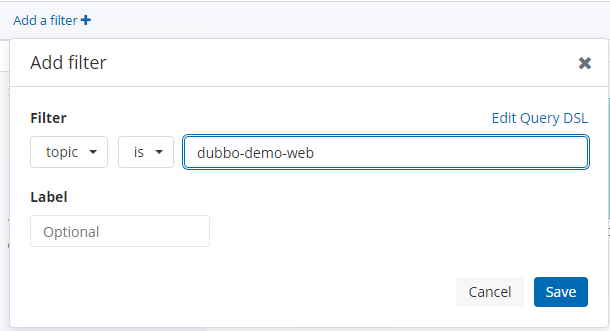 Add a filter +
Add filter
Filter
Edit Query DSL
topic is dubbo-demo-web
Label
Optional
Cancel Save